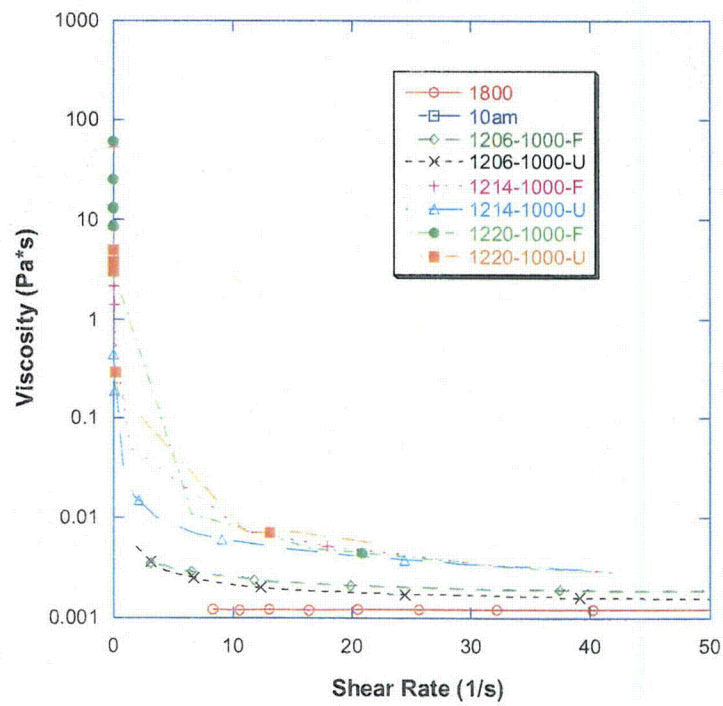 1000
100
10
1
0.1
0.01
0.001
Viscosity (Pa*s)
1800
10am
1206-1000-F
1206-1000-U
1214-1000-F
1214-1000-U
1220-1000-F
1220-1000-U
0 10 20 30 40 50
Shear Rate (1/s)